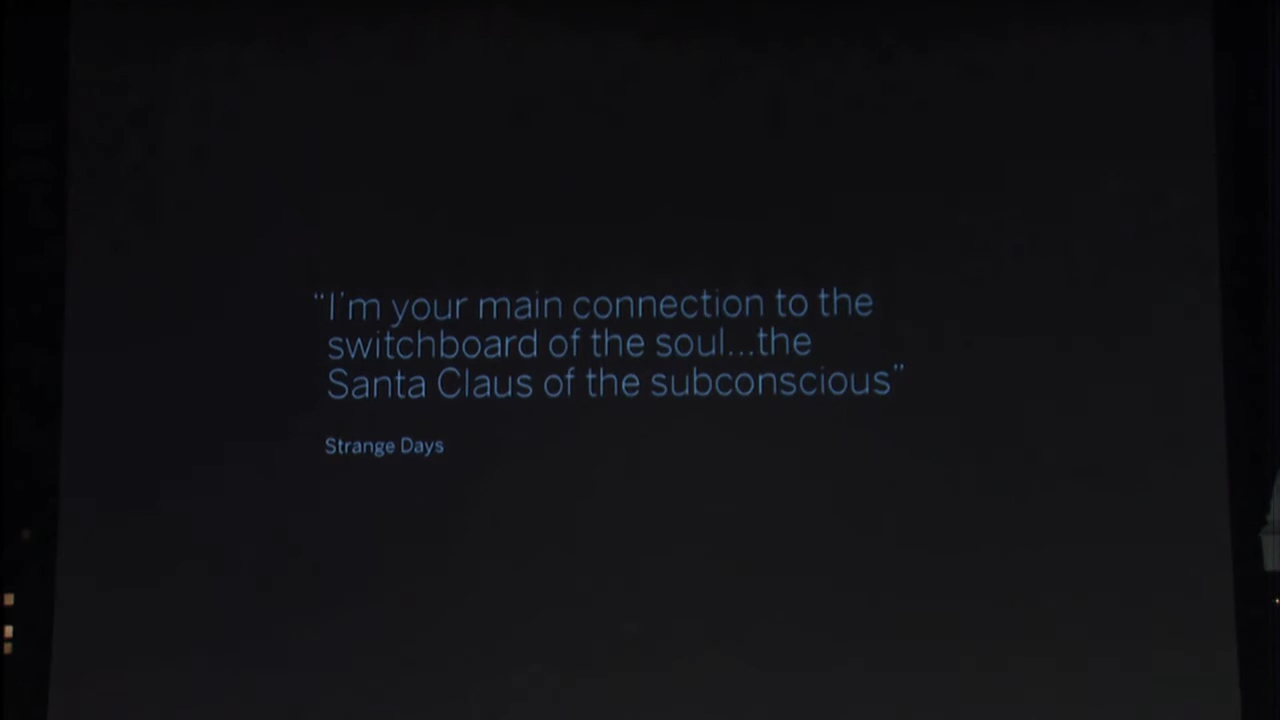 “I'm your main connection to the
switchboard of the soul...the
Santa Claus of the subconscious”
Strange Days